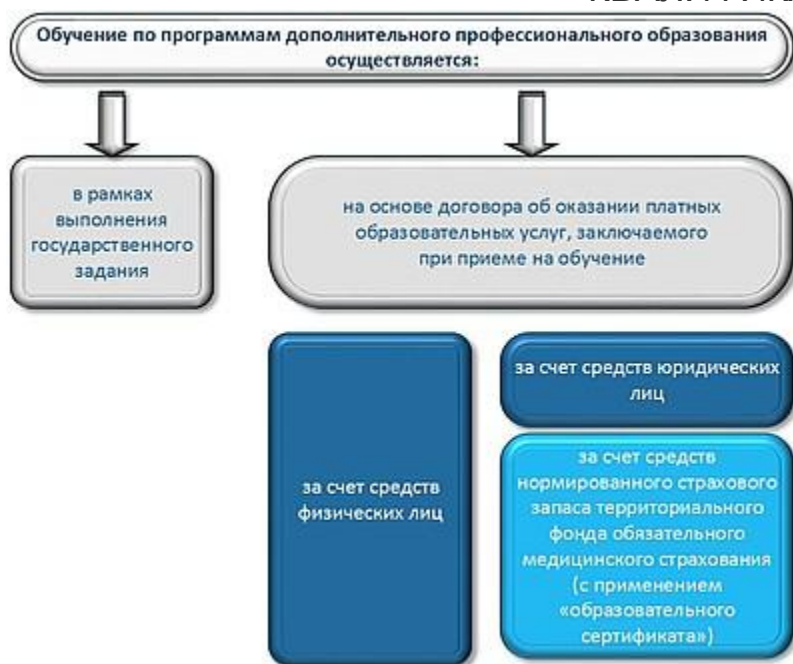 Обучение по программам дополнительного профессионального образования
осуществляется:
в рамках
выполнения
государственного
задания
на основе договора об оказании платных
образовательных услуг, заключаемого
при приеме на обучение
за счет средств
физических лиц
за счет средств юридических
лиц
за счет средств
нормированного страхового
запаса территориального
фонда обязательного
медицинского страхования
(с применением
«образовательного
сертификата»)